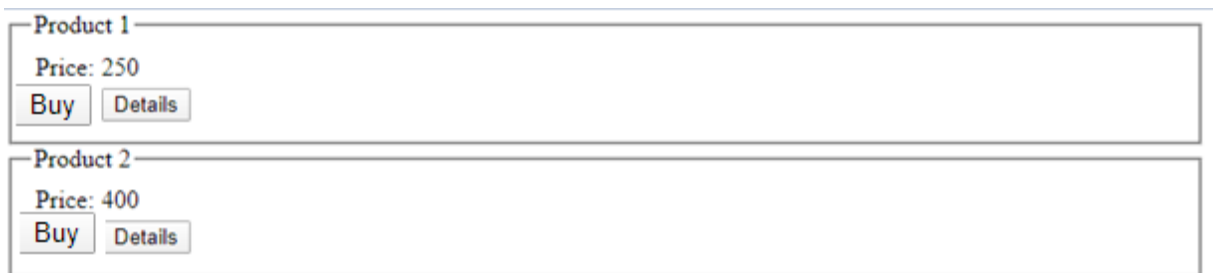 Product 1
Price: 250
Buy Details
Product 2
Price: 400
Buy Details